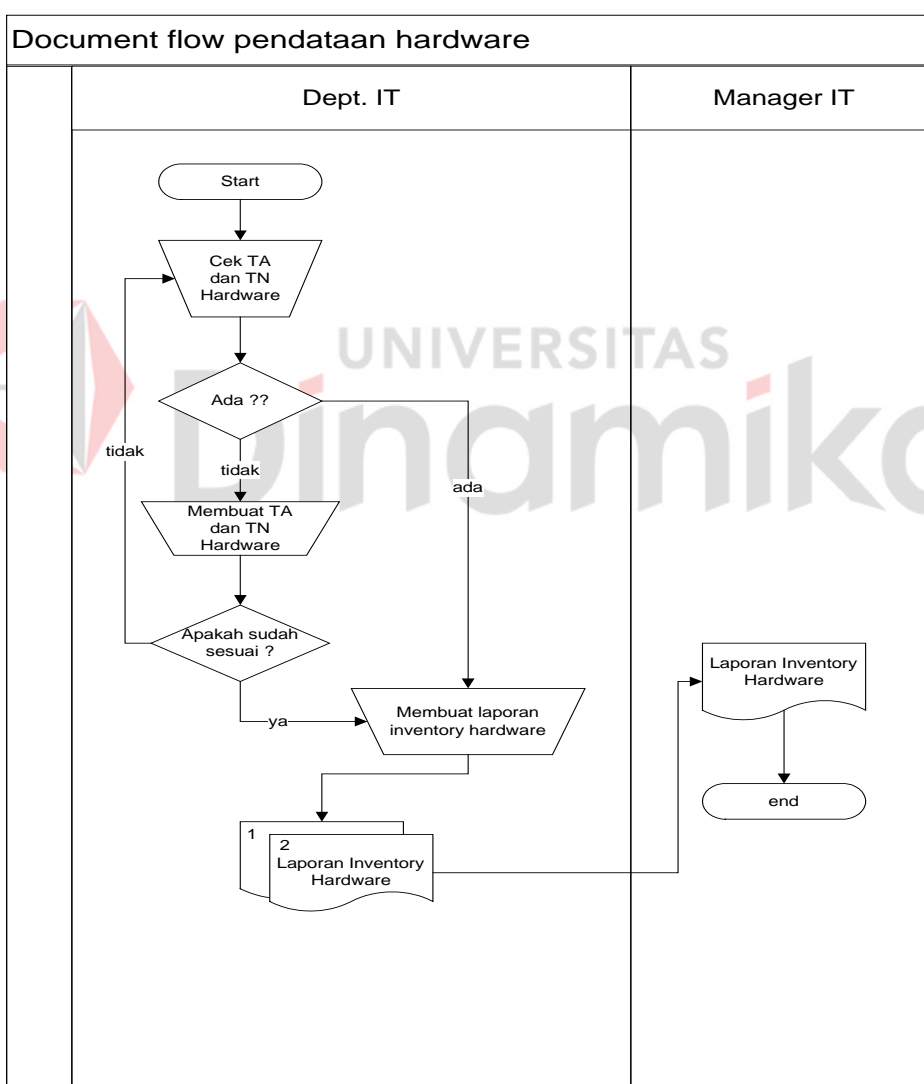 Document flow pendataan hardware
Dept. IT
Manager IT
Start
Cek TA
dan TN
Hardware
UNIVERSITAS
Dinamika
Ada ??
tidak
tidak
ada
Membuat TA
dan TN
Hardware
Apakah sudah
sesuai ?
ya
Membuat laporan
inventory hardware
Laporan Inventory
Hardware
end
1
2
Laporan Inventory
Hardware